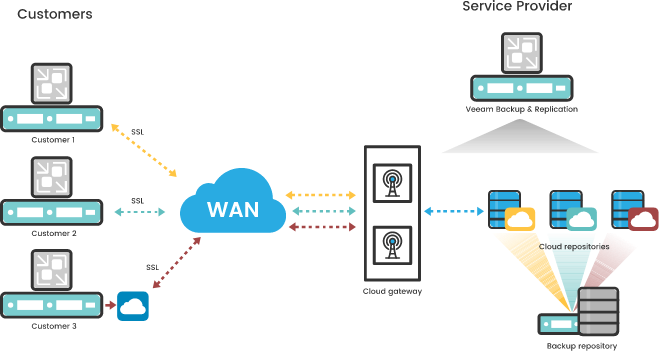 Customers
Service Provider
Veeam Backup & Replication
Customer 1
SSL
Customer 2
SSL
WAN
Customer 3
SSL
Cloud gateway
Cloud repositories
Backup repository